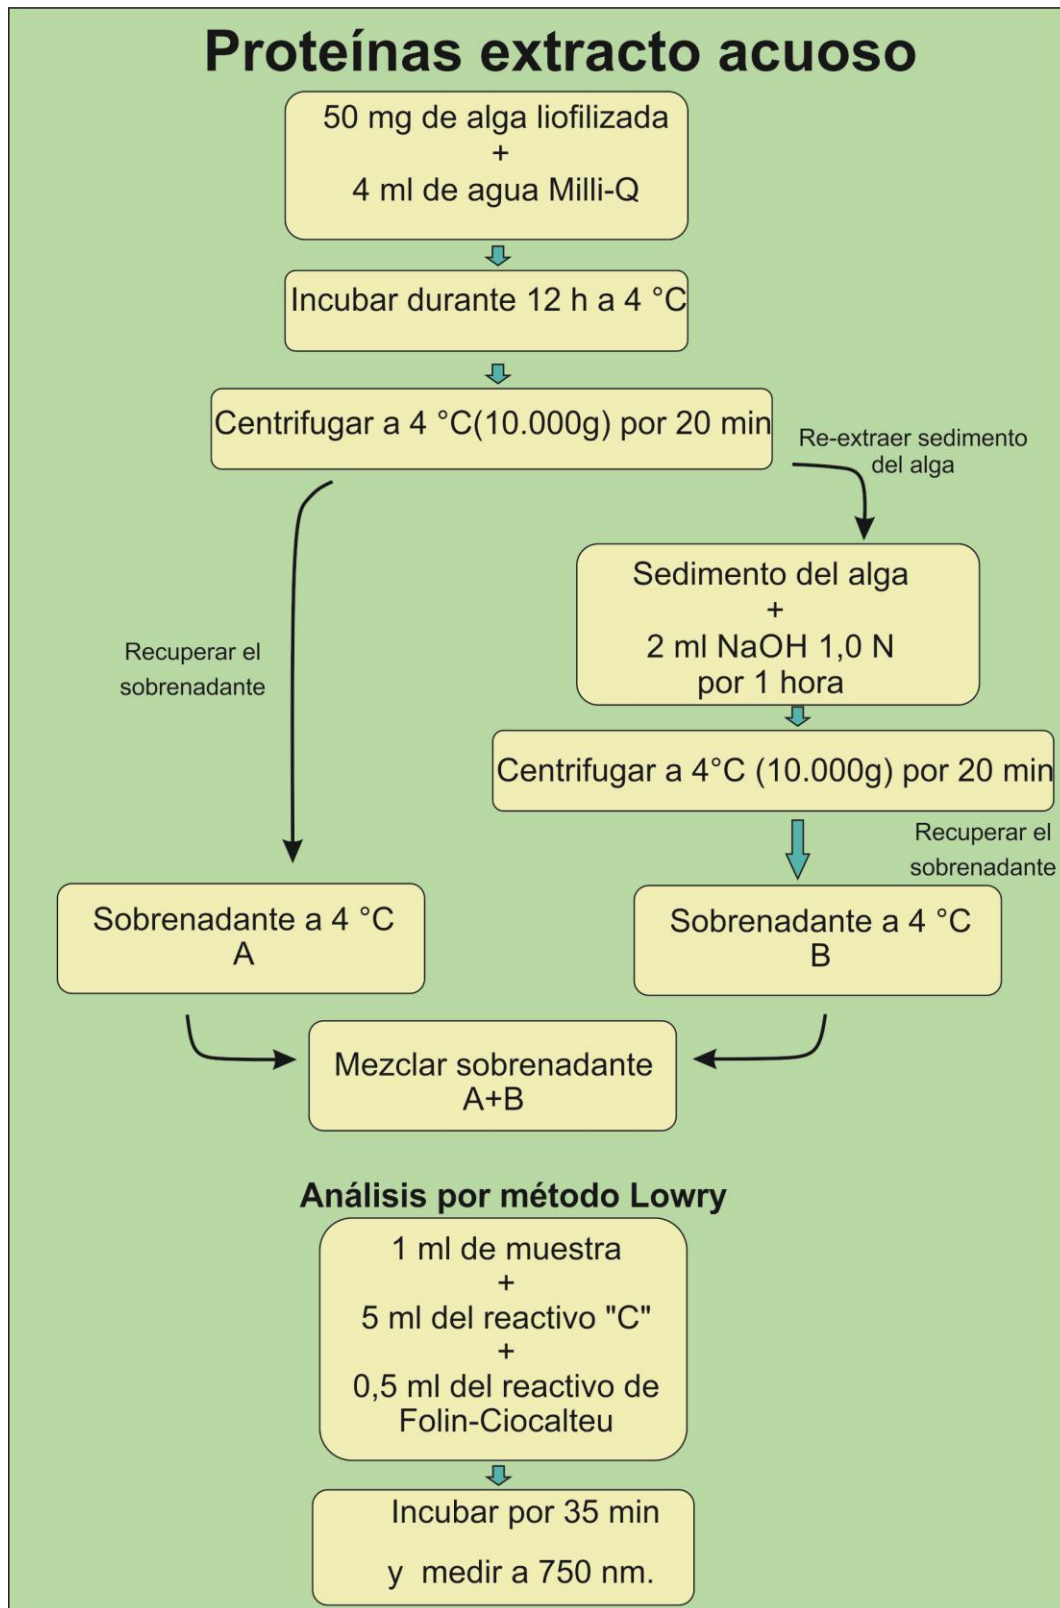 Proteínas extracto acuoso
50 mg de alga liofilizada
+
4 ml de agua Milli-Q
Incubar durante 12 h a 4 °C
Centrifugar a 4 °C(10.000g) por 20 min
Re-extraer sedimento
del alga
Sedimento del alga
+
2 ml NaOH 1,0 N
por 1 hora
Recuperar el
sobrenadante
Centrifugar a 4°C (10.000g) por 20 min
Recuperar el
sobrenadante
Sobrenadante a 4 °C
A
Sobrenadante a 4 °C
B
Mezclar sobrenadante
A+B
Análisis por método Lowry
1 ml de muestra
+
5 ml del reactivo "C"
+
0,5 ml del reactivo de
Folin-Ciocalteu
Incubar por 35 min
y medir a 750 nm.